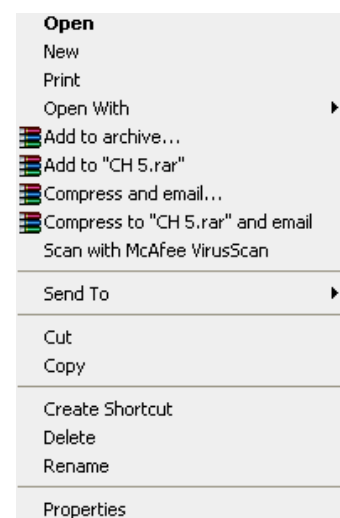 Open
New
Print
Open With
Add to archive...
Add to "CH 5.rar"
Compress and email...
Compress to "CH 5.rar" and email
Scan with McAfee VirusScan
Send To
Cut
Copy
Create Shortcut
Delete
Rename
Properties